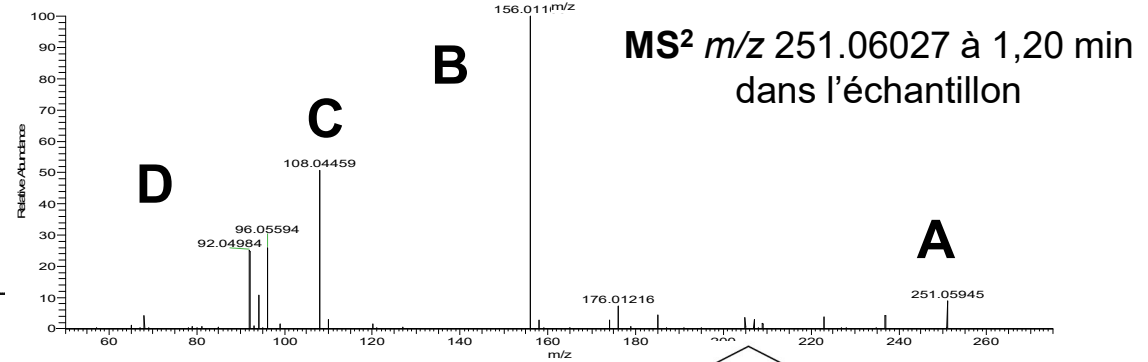 156.011 m/z
MS² m/z 251.06027 à 1,20 min
dans l'échantillon
A
B
C
D
251.05945
176.01216
108.04459
96.05594
92.04984
Relative Abundance
100
90
80
70
60
50
40
30
20
10
0
60 80 100 120 140 160 180 200 220 240 260
m/z